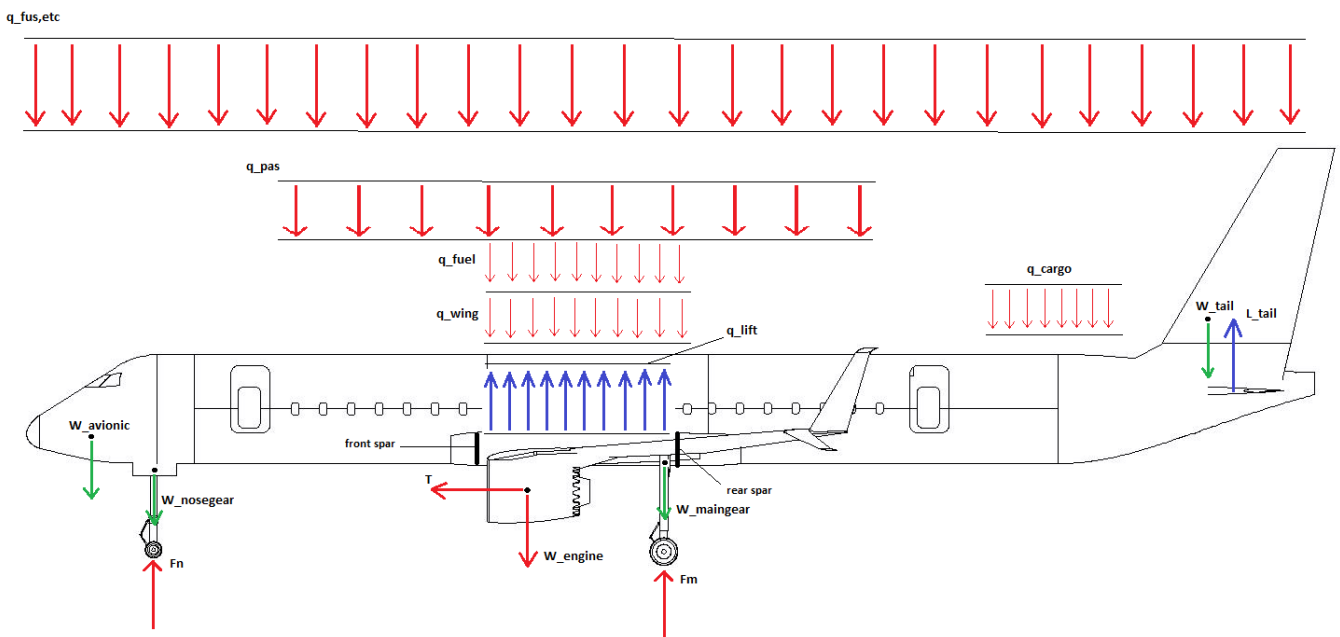 q_fus,etc
q_pas
q_fuel
q_cargo
q_wing
W_tail
L_tail
q_lift
W_avionic
front spar
T
rear spar
W_nosegear
W_maingear
W_engine
Fn
Fm